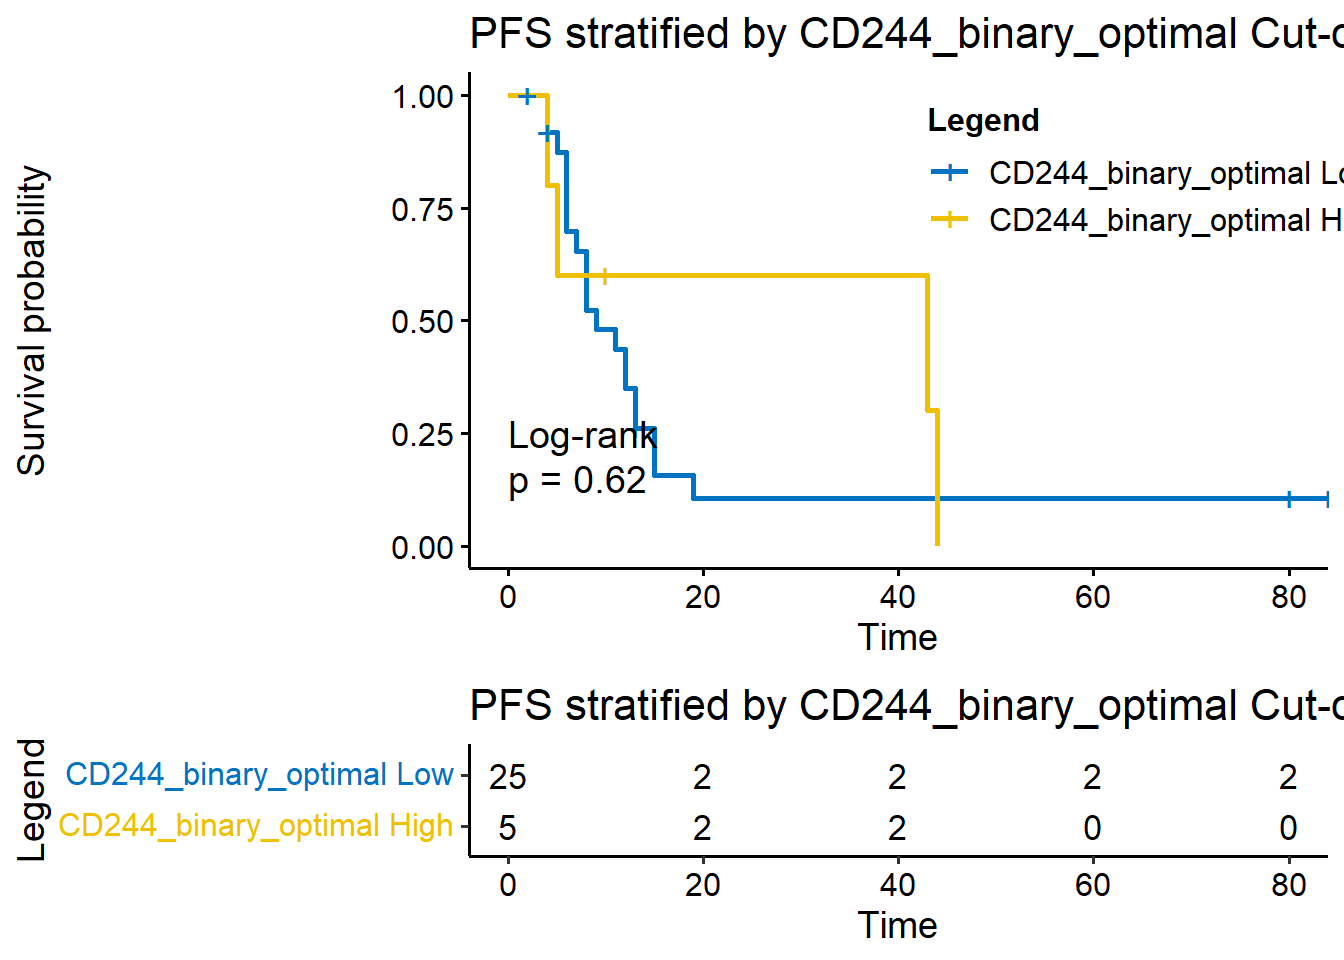 PFS stratified by CD244_binary_optimal Cut-
Legend
CD244_binary_optimal
CD244_binary_optimal
Survival probability
1.00
0.75
0.50
0.25
0.00
Log-rank
p = 0.62
0 20 40 60 80
Time
PFS stratified by CD244_binary_optimal Cut-
Legend
CD244_binary_optimal Low 25 2 2 2 2
CD244_binary_optimal High 5 2 2 0 0
0 20 40 60 80
Time